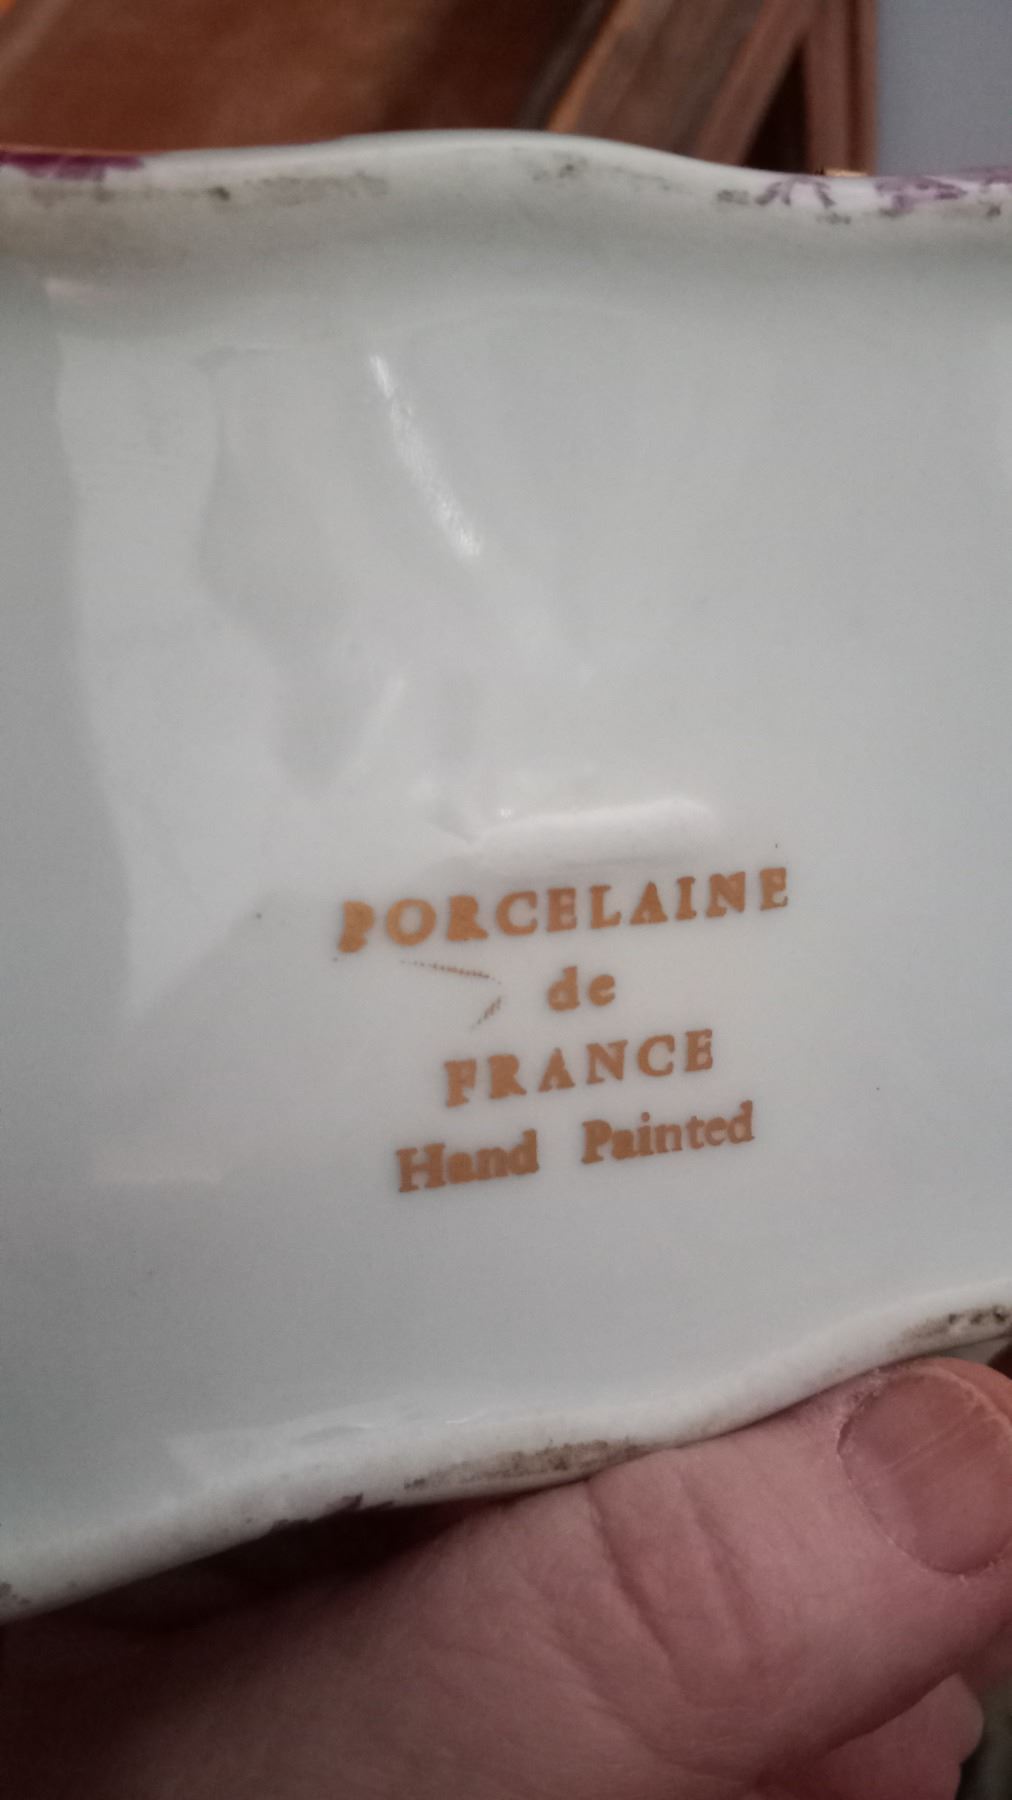 PORCELAINE
de
FRANCE
Hand Painted